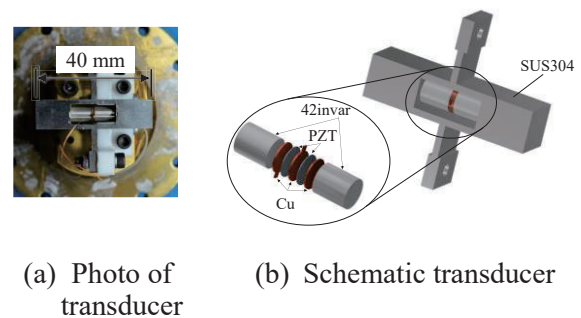 40 mm
SUS304
42invar
PZT
Cu
(a) Photo of
transducer
(b) Schematic transducer